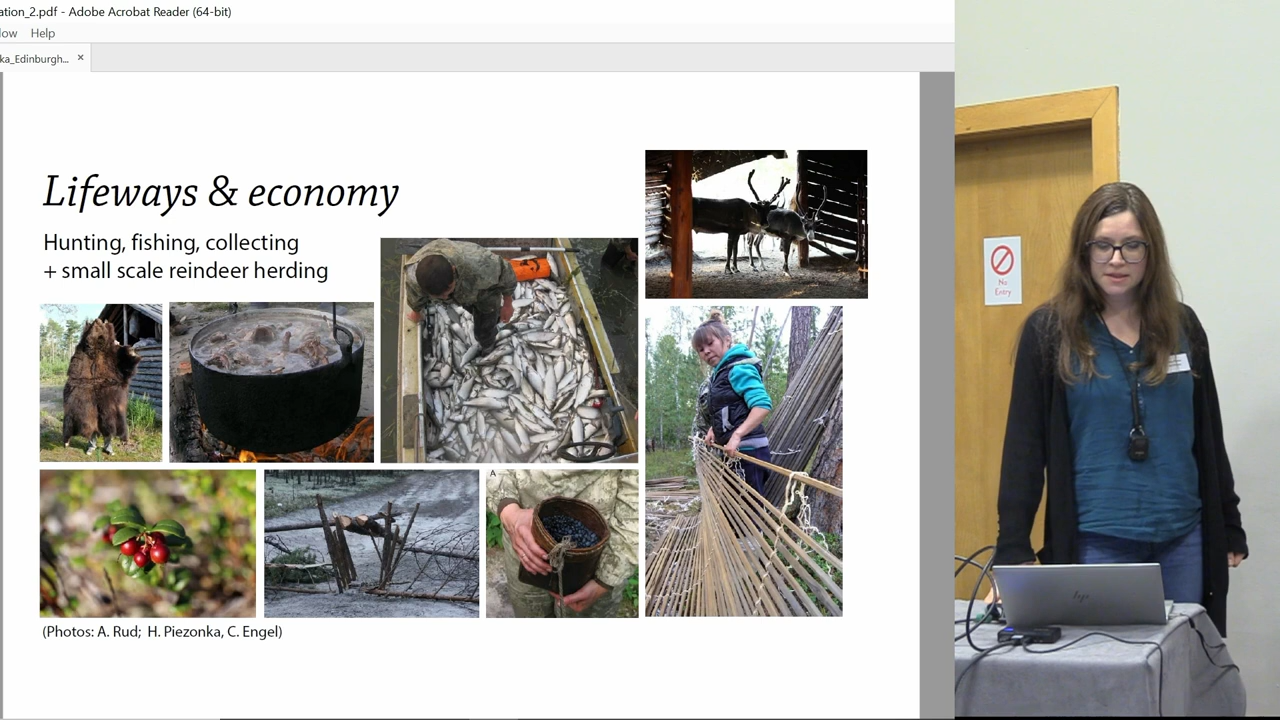 ation_2.pdf - Adobe Acrobat Reader (64-bit)
low Help
ka_Edinburgh...
Lifeways & economy
Hunting, fishing, collecting
+ small scale reindeer herding
A
(Photos: A. Rud; H. Piezonka, C. Engel)
No
Entry
hp